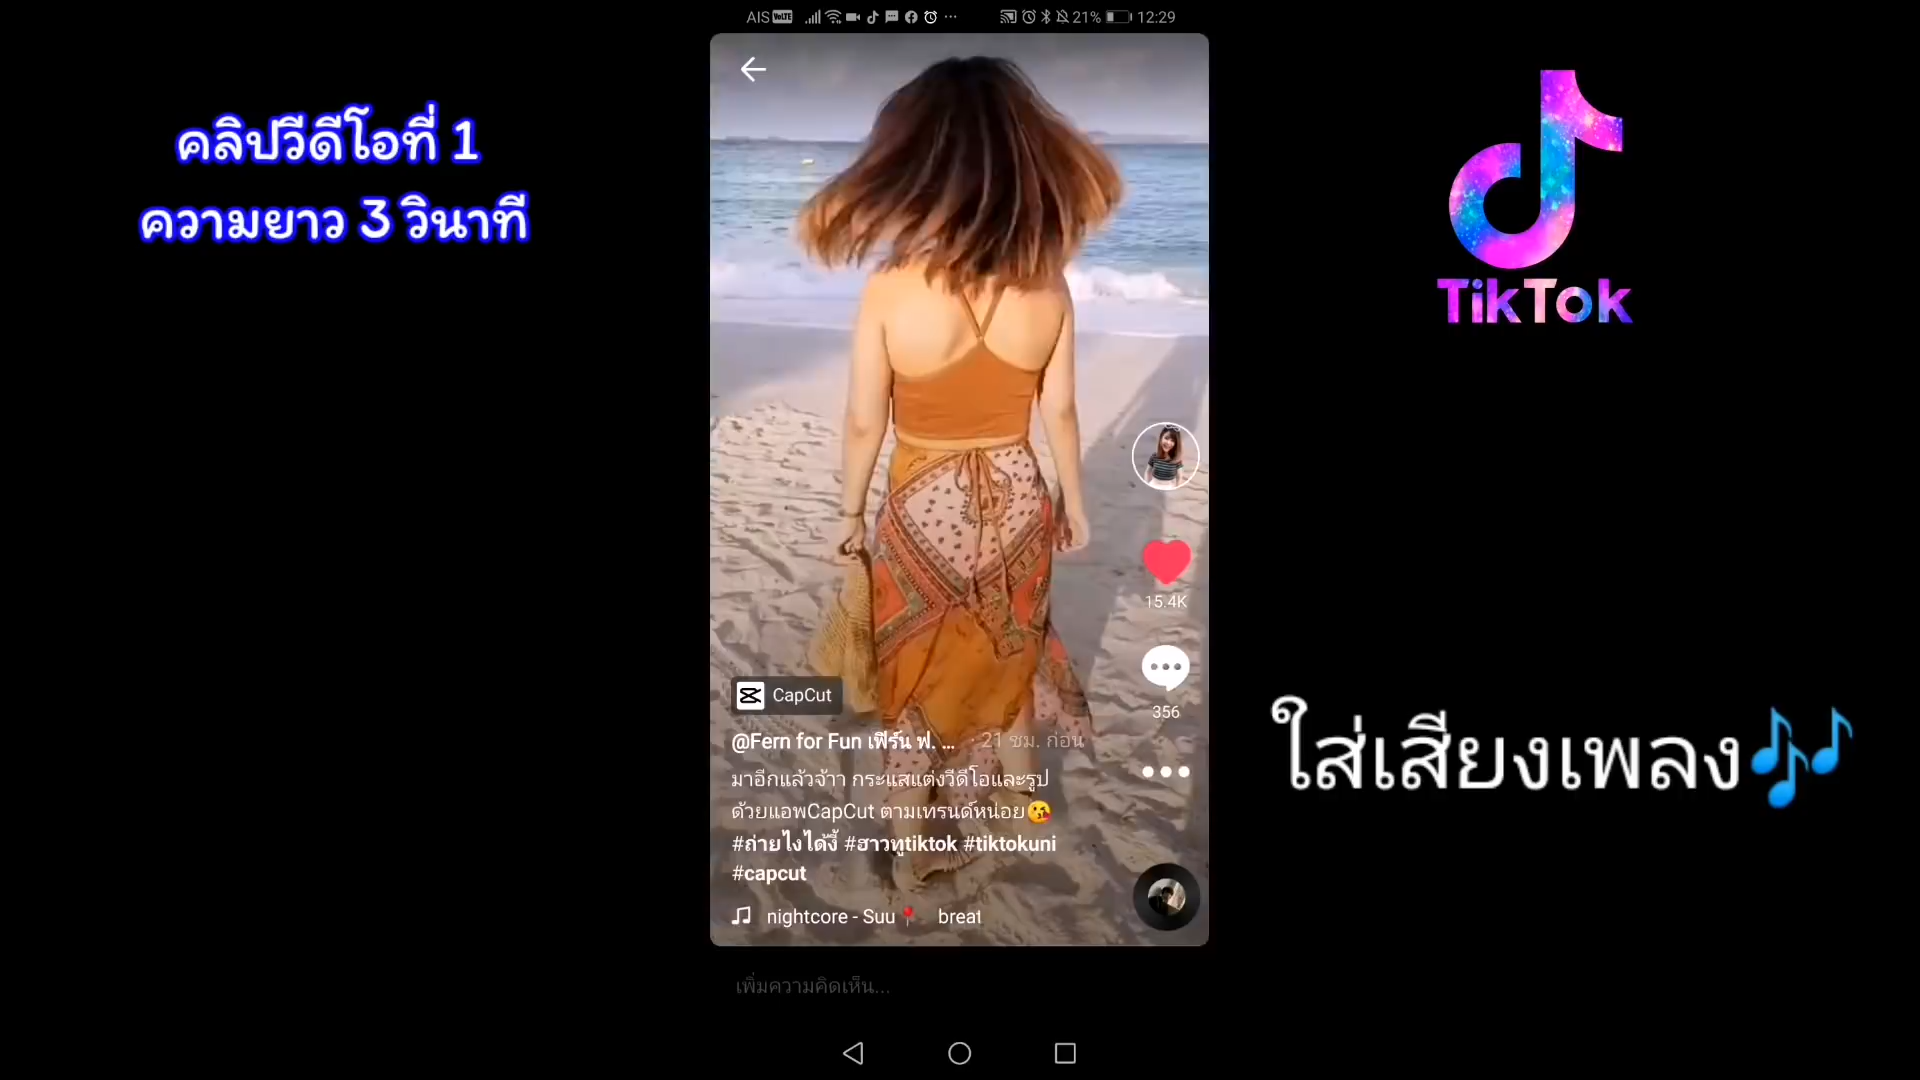 AIS VoLTE 21% 12:29
คลิปวีดีโอที่ 1
ความยาว 3 วินาที
TikTok
15.4K
356
CapCut
@Fern for Fun เฟิร์น ฟ. ... · 21 ชม. ก่อน
มาอีกแล้วจ้าา กระแสแต่งวีดีโอและรูป
ด้วยแอพCapCut ตามเทรนด์หน่อย😘
#ถ่ายไงได้งี้ #ฮาวทูtiktok #tiktokuni
#capcut
nightcore - Suu📍 breat
ใส่เสียงเพลง🎶
เพิ่มความคิดเห็น...